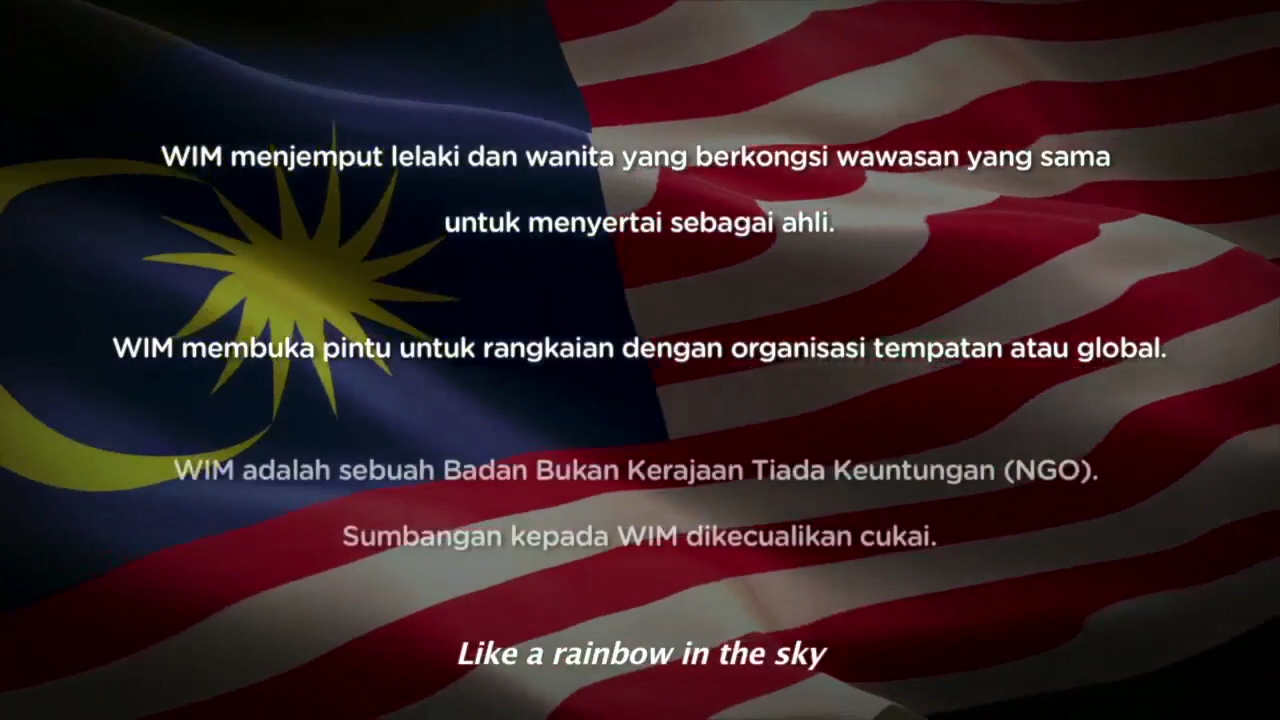 WIM menjemput lelaki dan wanita yang berkongsi wawasan yang sama
untuk menyertai sebagai ahli.
WIM membuka pintu untuk rangkaian dengan organisasi tempatan atau global.
WIM adalah sebuah Badan Bukan Kerajaan Tiada Keuntungan (NGO).
Sumbangan kepada WIM dikecualikan cukai.
Like a rainbow in the sky